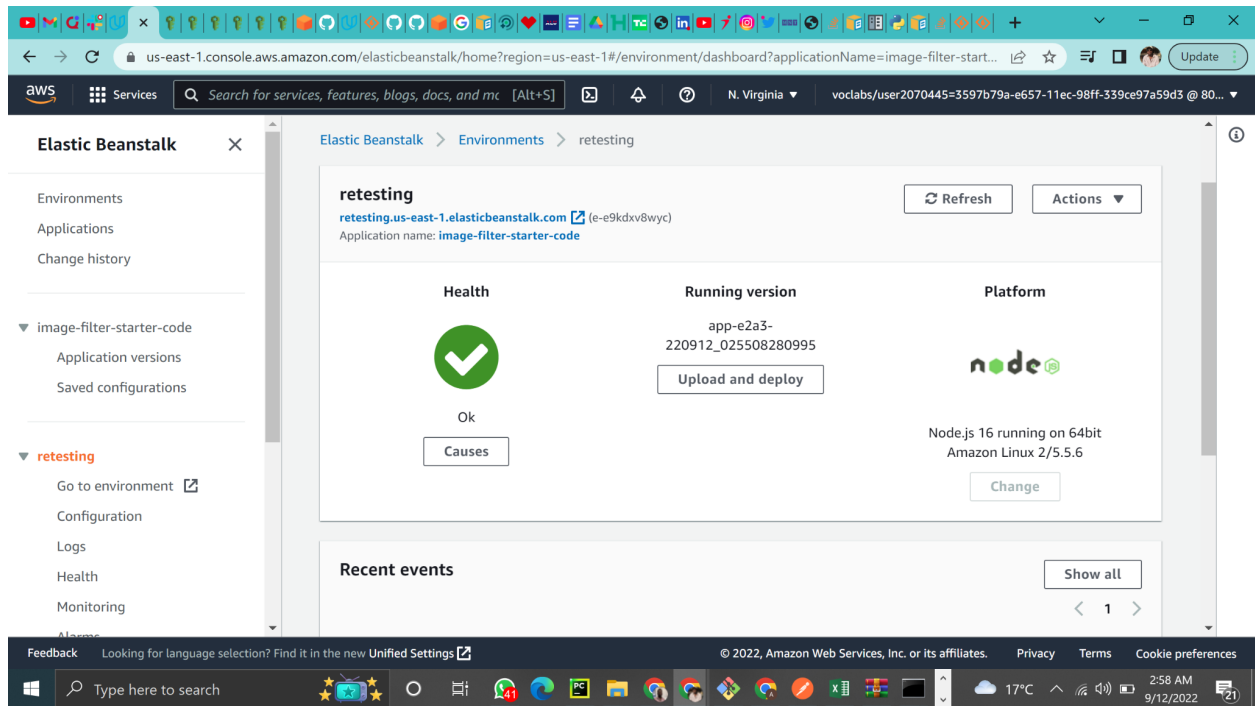 us-east-1.console.aws.amazon.com/elasticbeanstalk/home?region=us-east-1#/environment/dashboard?applicationName=image-filter-start...
Update
aws
Services
Search for services, features, blogs, docs, and mc [Alt+S]
N. Virginia
voclabs/user2070445=3597b79a-e657-11ec-98ff-339ce97a59d3 @ 80...
Elastic Beanstalk
Environments
Applications
Change history
image-filter-starter-code
Application versions
Saved configurations
retesting
Go to environment
Configuration
Logs
Health
Monitoring
Alarms
Elastic Beanstalk > Environments > retesting
retesting
retesting.us-east-1.elasticbeanstalk.com (e-e9kdxv8wyc)
Application name: image-filter-starter-code
Refresh
Actions
Health
Ok
Causes
Running version
app-e2a3-
220912_025508280995
Upload and deploy
Platform
node
JS
Node.js 16 running on 64bit
Amazon Linux 2/5.5.6
Change
Recent events
Show all
< 1 >
Feedback
Looking for language selection? Find it in the new Unified Settings
© 2022, Amazon Web Services, Inc. or its affiliates.
Privacy
Terms
Cookie preferences
Type here to search
41
PC
17°C
2:58 AM
9/12/2022
21